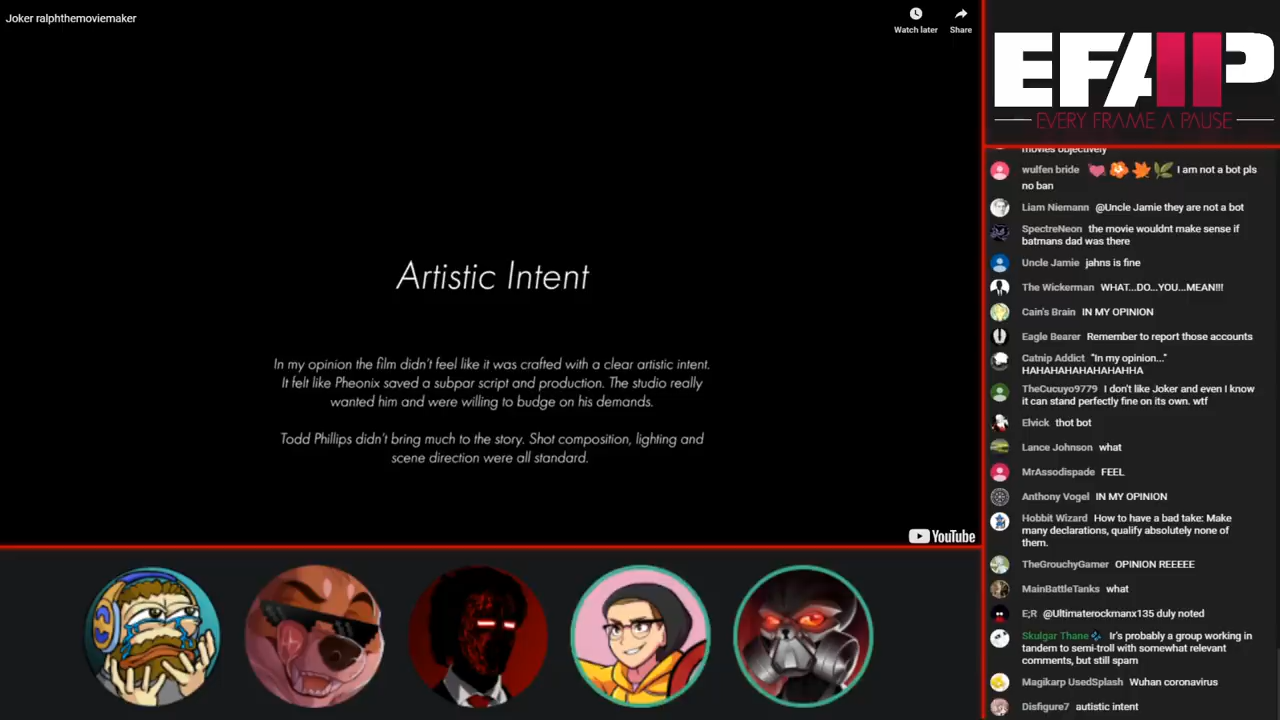 Joker ralphthemoviemaker
Watch later
Share
Artistic Intent
In my opinion the film didn't feel like it was crafted with a clear artistic intent.
It felt like Pheonix saved a subpar script and production. The studio really
wanted him and were willing to budge on his demands.
Todd Phillips didn't bring much to the story. Shot composition, lighting and
scene direction were all standard.
YouTube
EFAP
EVERY FRAME A PAUSE
movies objectively
wulfen bride I am not a bot pls
no ban
Liam Niemann @Uncle Jamie they are not a bot
SpectreNeon the movie wouldnt make sense if
batmans dad was there
Uncle Jamie jahns is fine
The Wickerman WHAT...DO...YOU...MEAN!!!
Cain's Brain IN MY OPINION
Eagle Bearer Remember to report those accounts
Catnip Addict "In my opinion..."
HAHAHAHAHAHAHHA
TheCucuyo9779 I don't like Joker and even I know
it can stand perfectly fine on its own. wtf
Elvick thot bot
Lance Johnson what
MrAssodispade FEEL
Anthony Vogel IN MY OPINION
Hobbit Wizard How to have a bad take: Make
many declarations, qualify absolutely none of
them.
TheGrouchyGamer OPINION REEEEE
MainBattleTanks what
E;R @Ultimaterockmanx135 duly noted
Skulgar Thane It's probably a group working in
tandem to semi-troll with somewhat relevant
comments, but still spam
Magikarp UsedSplash Wuhan coronavirus
Disfigure7 autistic intent